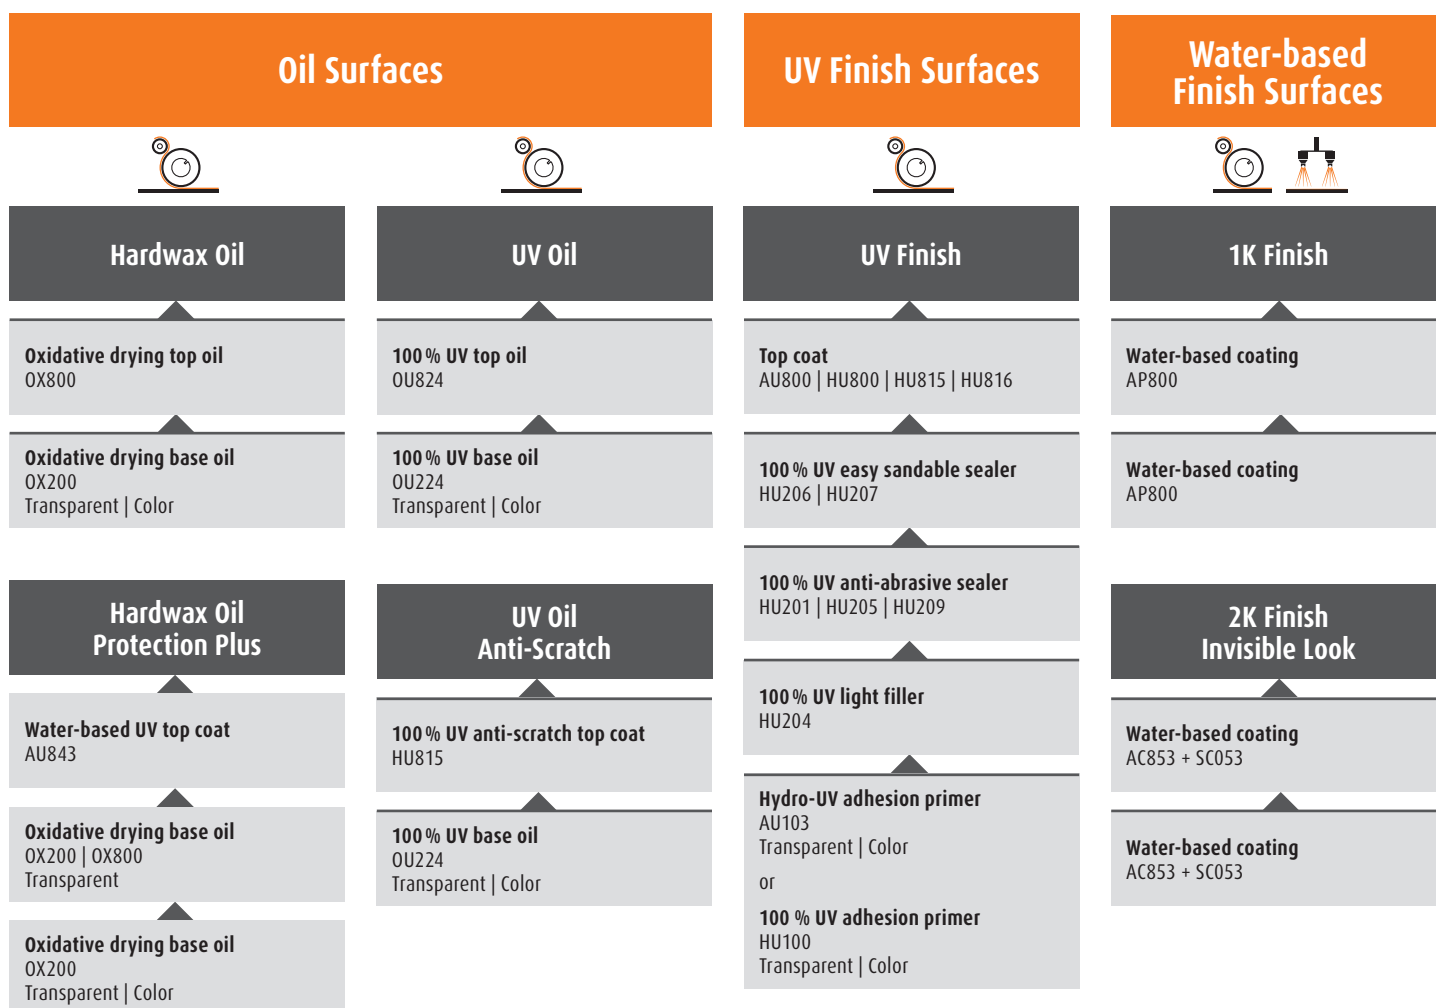 Oil Surfaces
Hardwax Oil
Oxidative drying top oil
OX800
Oxidative drying base oil
OX200
Transparent | Color
Hardwax Oil
Protection Plus
Water-based UV top coat
AU843
Oxidative drying base oil
OX200 | OX800
Transparent
Oxidative drying base oil
OX200
Transparent | Color
UV Oil
100 % UV top oil
OU824
100 % UV base oil
OU224
Transparent | Color
UV Oil
Anti-Scratch
100 % UV anti-scratch top coat
HU815
100 % UV base oil
OU224
Transparent | Color
UV Finish Surfaces
UV Finish
Top coat
AU800 | HU800 | HU815 | HU816
100 % UV easy sandable sealer
HU206 | HU207
100 % UV anti-abrasive sealer
HU201 | HU205 | HU209
100 % UV light filler
HU204
Hydro-UV adhesion primer
AU103
Transparent | Color
or
100 % UV adhesion primer
HU100
Transparent | Color
Water-based
Finish Surfaces
1K Finish
Water-based coating
AP800
Water-based coating
AP800
2K Finish
Invisible Look
Water-based coating
AC853 + SC053
Water-based coating
AC853 + SC053